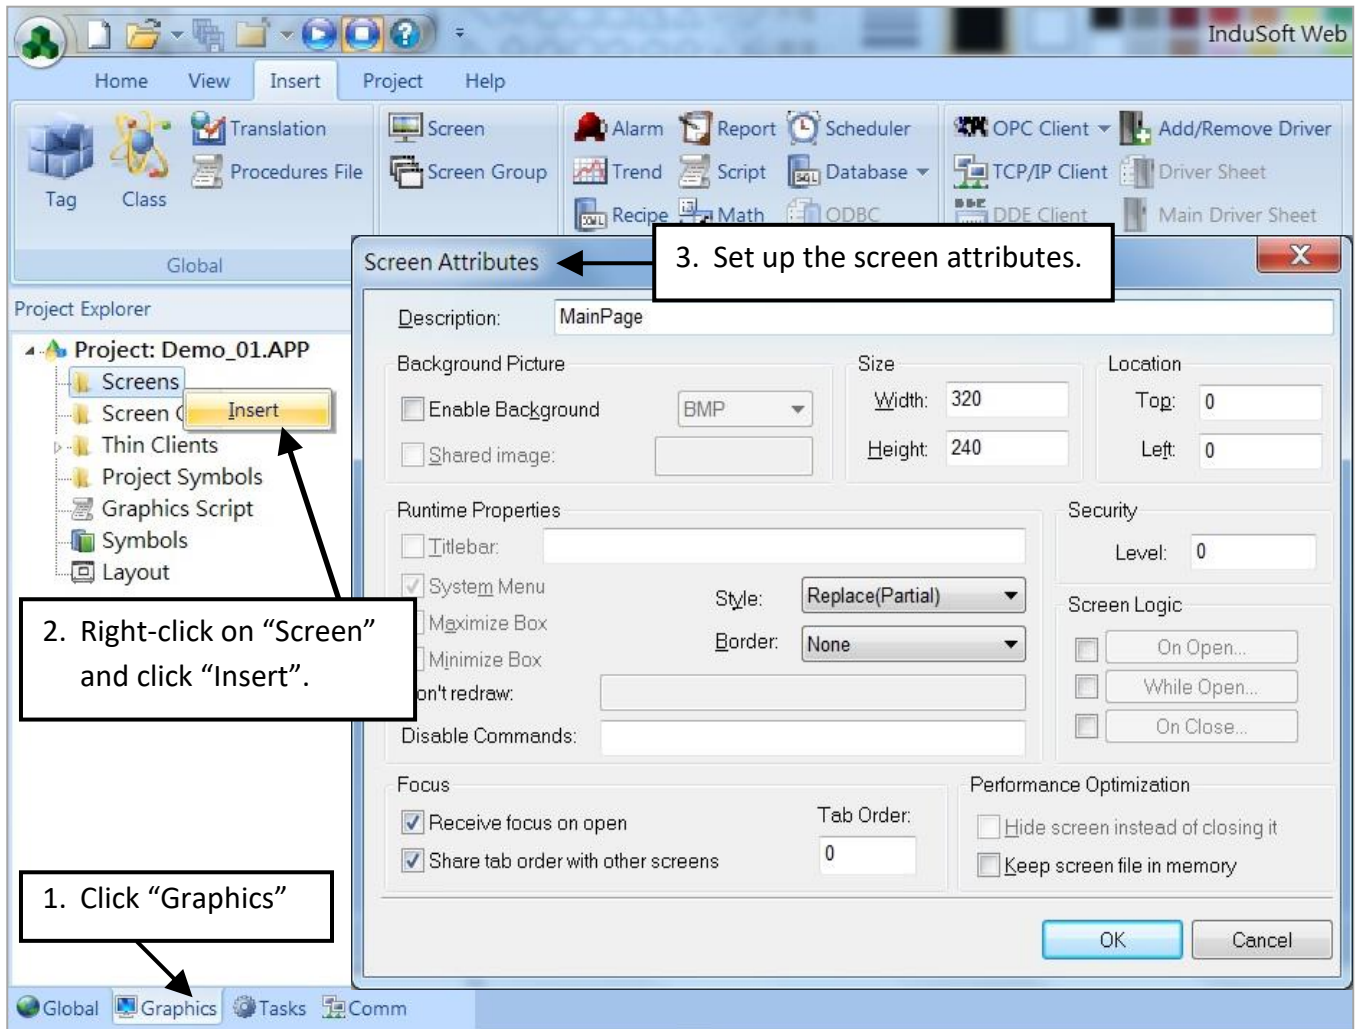 InduSoft Web
Home View Insert Project Help
Tag
Class
Translation
Procedures File
Global
Screen
Screen Group
Alarm Report Scheduler
Trend Script Database
Recipe Math ODBC
OPC Client Add/Remove Driver
TCP/IP Client Driver Sheet
DDE Client Main Driver Sheet
3. Set up the screen attributes.
Project Explorer
Project: Demo_01.APP
Screens
Screen
Insert
Thin Clients
Project Symbols
Graphics Script
Symbols
Layout
2. Right-click on “Screen”
and click “Insert”.
1. Click “Graphics”
Global Graphics Tasks Comm
Screen Attributes
Description: MainPage
Background Picture
Enable Background BMP
Shared image:
Size
Width: 320
Height: 240
Location
Top: 0
Left: 0
Runtime Properties
Titlebar:
System Menu
Maximize Box
Minimize Box
Style: Replace(Partial)
Border: None
on't redraw:
Disable Commands:
Security
Level: 0
Screen Logic
On Open...
While Open...
On Close...
Focus
Receive focus on open
Share tab order with other screens
Tab Order:
0
Performance Optimization
Hide screen instead of closing it
Keep screen file in memory
OK Cancel